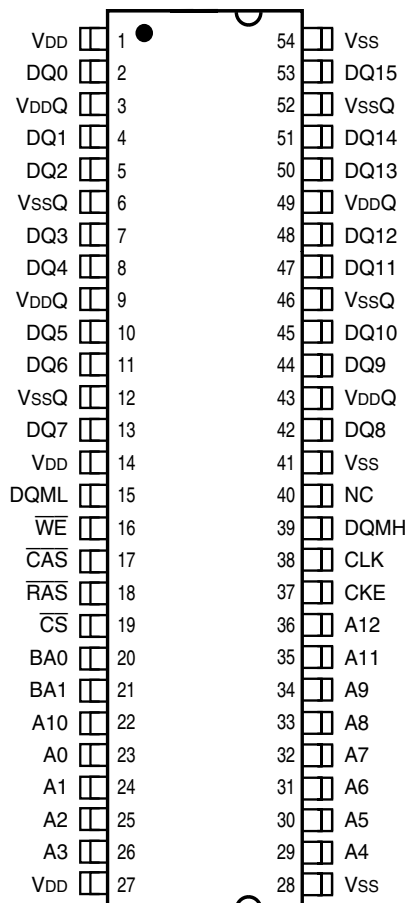 VDD 1 54 VSS
DQ0 2 53 DQ15
VDDQ 3 52 VSSQ
DQ1 4 51 DQ14
DQ2 5 50 DQ13
VSSQ 6 49 VDDQ
DQ3 7 48 DQ12
DQ4 8 47 DQ11
VDDQ 9 46 VSSQ
DQ5 10 45 DQ10
DQ6 11 44 DQ9
VSSQ 12 43 VDDQ
DQ7 13 42 DQ8
VDD 14 41 VSS
DQML 15 40 NC
W̅E̅ 16 39 DQMH
C̅A̅S̅ 17 38 CLK
R̅A̅S̅ 18 37 CKE
C̅S̅ 19 36 A12
BA0 20 35 A11
BA1 21 34 A9
A10 22 33 A8
A0 23 32 A7
A1 24 31 A6
A2 25 30 A5
A3 26 29 A4
VDD 27 28 VSS